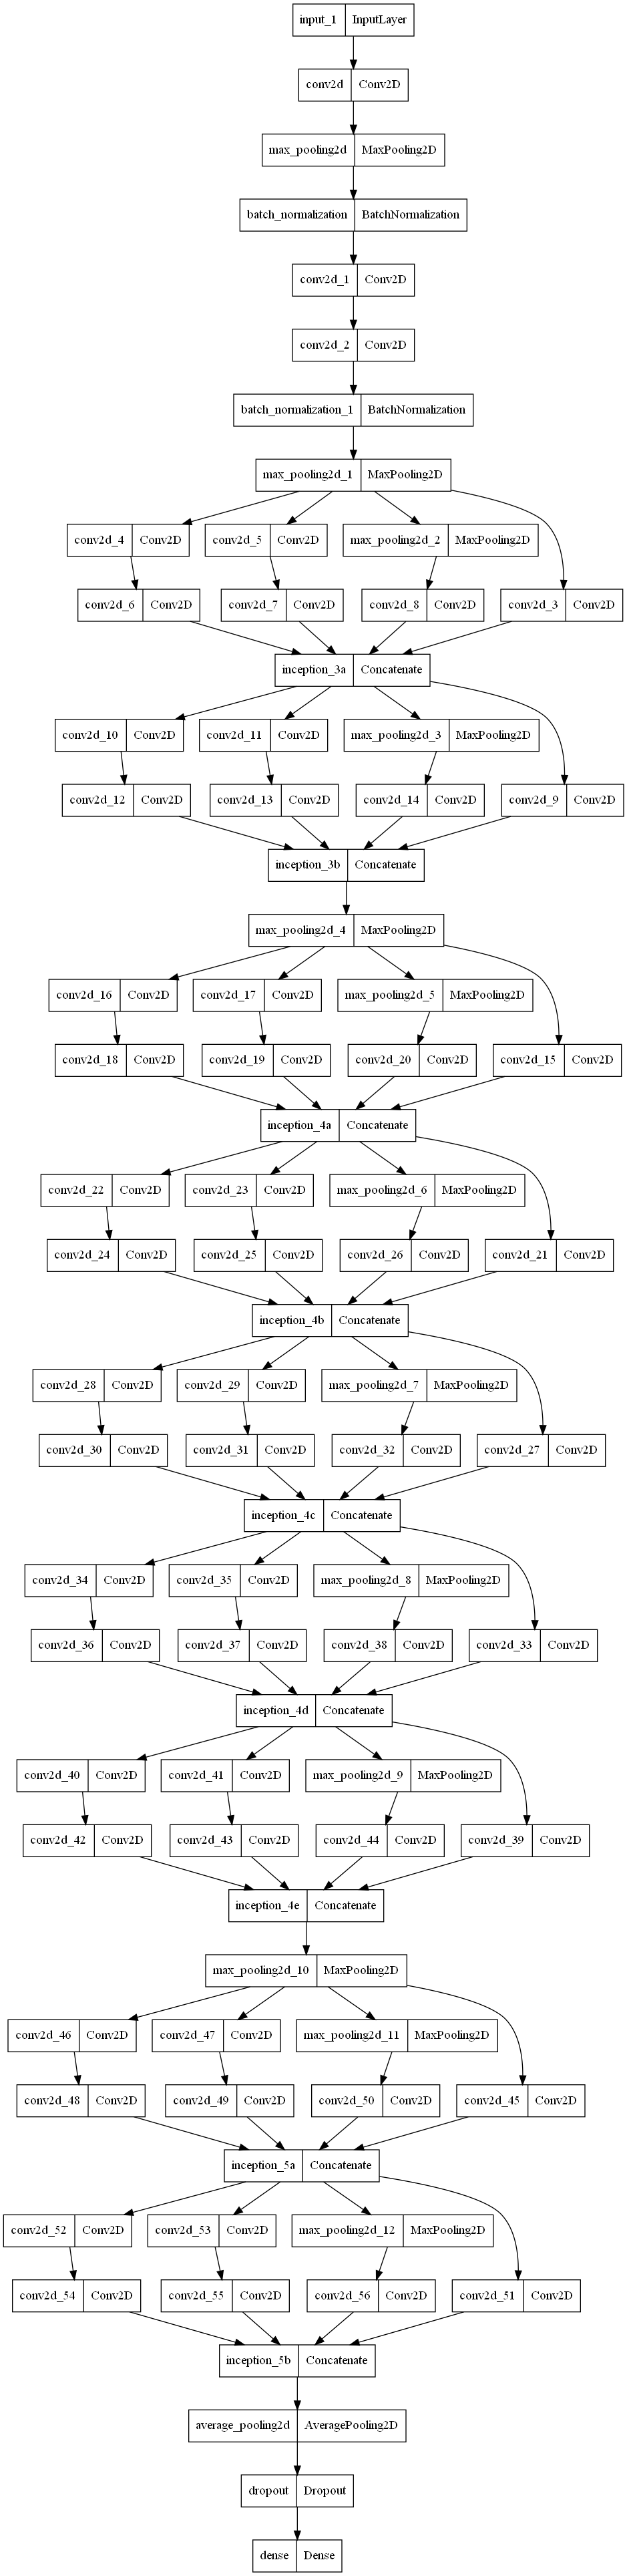 input_1 InputLayer
conv2d Conv2D
max_pooling2d MaxPooling2D
batch_normalization BatchNormalization
conv2d_1 Conv2D
conv2d_2 Conv2D
batch_normalization_1 BatchNormalization
max_pooling2d_1 MaxPooling2D
conv2d_4 Conv2D conv2d_5 Conv2D max_pooling2d_2 MaxPooling2D
conv2d_6 Conv2D conv2d_7 Conv2D conv2d_8 Conv2D conv2d_3 Conv2D
inception_3a Concatenate
conv2d_10 Conv2D conv2d_11 Conv2D max_pooling2d_3 MaxPooling2D
conv2d_12 Conv2D conv2d_13 Conv2D conv2d_14 Conv2D conv2d_9 Conv2D
inception_3b Concatenate
max_pooling2d_4 MaxPooling2D
conv2d_16 Conv2D conv2d_17 Conv2D max_pooling2d_5 MaxPooling2D
conv2d_18 Conv2D conv2d_19 Conv2D conv2d_20 Conv2D conv2d_15 Conv2D
inception_4a Concatenate
conv2d_22 Conv2D conv2d_23 Conv2D max_pooling2d_6 MaxPooling2D
conv2d_24 Conv2D conv2d_25 Conv2D conv2d_26 Conv2D conv2d_21 Conv2D
inception_4b Concatenate
conv2d_28 Conv2D conv2d_29 Conv2D max_pooling2d_7 MaxPooling2D
conv2d_30 Conv2D conv2d_31 Conv2D conv2d_32 Conv2D conv2d_27 Conv2D
inception_4c Concatenate
conv2d_34 Conv2D conv2d_35 Conv2D max_pooling2d_8 MaxPooling2D
conv2d_36 Conv2D conv2d_37 Conv2D conv2d_38 Conv2D conv2d_33 Conv2D
inception_4d Concatenate
conv2d_40 Conv2D conv2d_41 Conv2D max_pooling2d_9 MaxPooling2D
conv2d_42 Conv2D conv2d_43 Conv2D conv2d_44 Conv2D conv2d_39 Conv2D
inception_4e Concatenate
max_pooling2d_10 MaxPooling2D
conv2d_46 Conv2D conv2d_47 Conv2D max_pooling2d_11 MaxPooling2D
conv2d_48 Conv2D conv2d_49 Conv2D conv2d_50 Conv2D conv2d_45 Conv2D
inception_5a Concatenate
conv2d_52 Conv2D conv2d_53 Conv2D max_pooling2d_12 MaxPooling2D
conv2d_54 Conv2D conv2d_55 Conv2D conv2d_56 Conv2D conv2d_51 Conv2D
inception_5b Concatenate
average_pooling2d AveragePooling2D
dropout Dropout
dense Dense